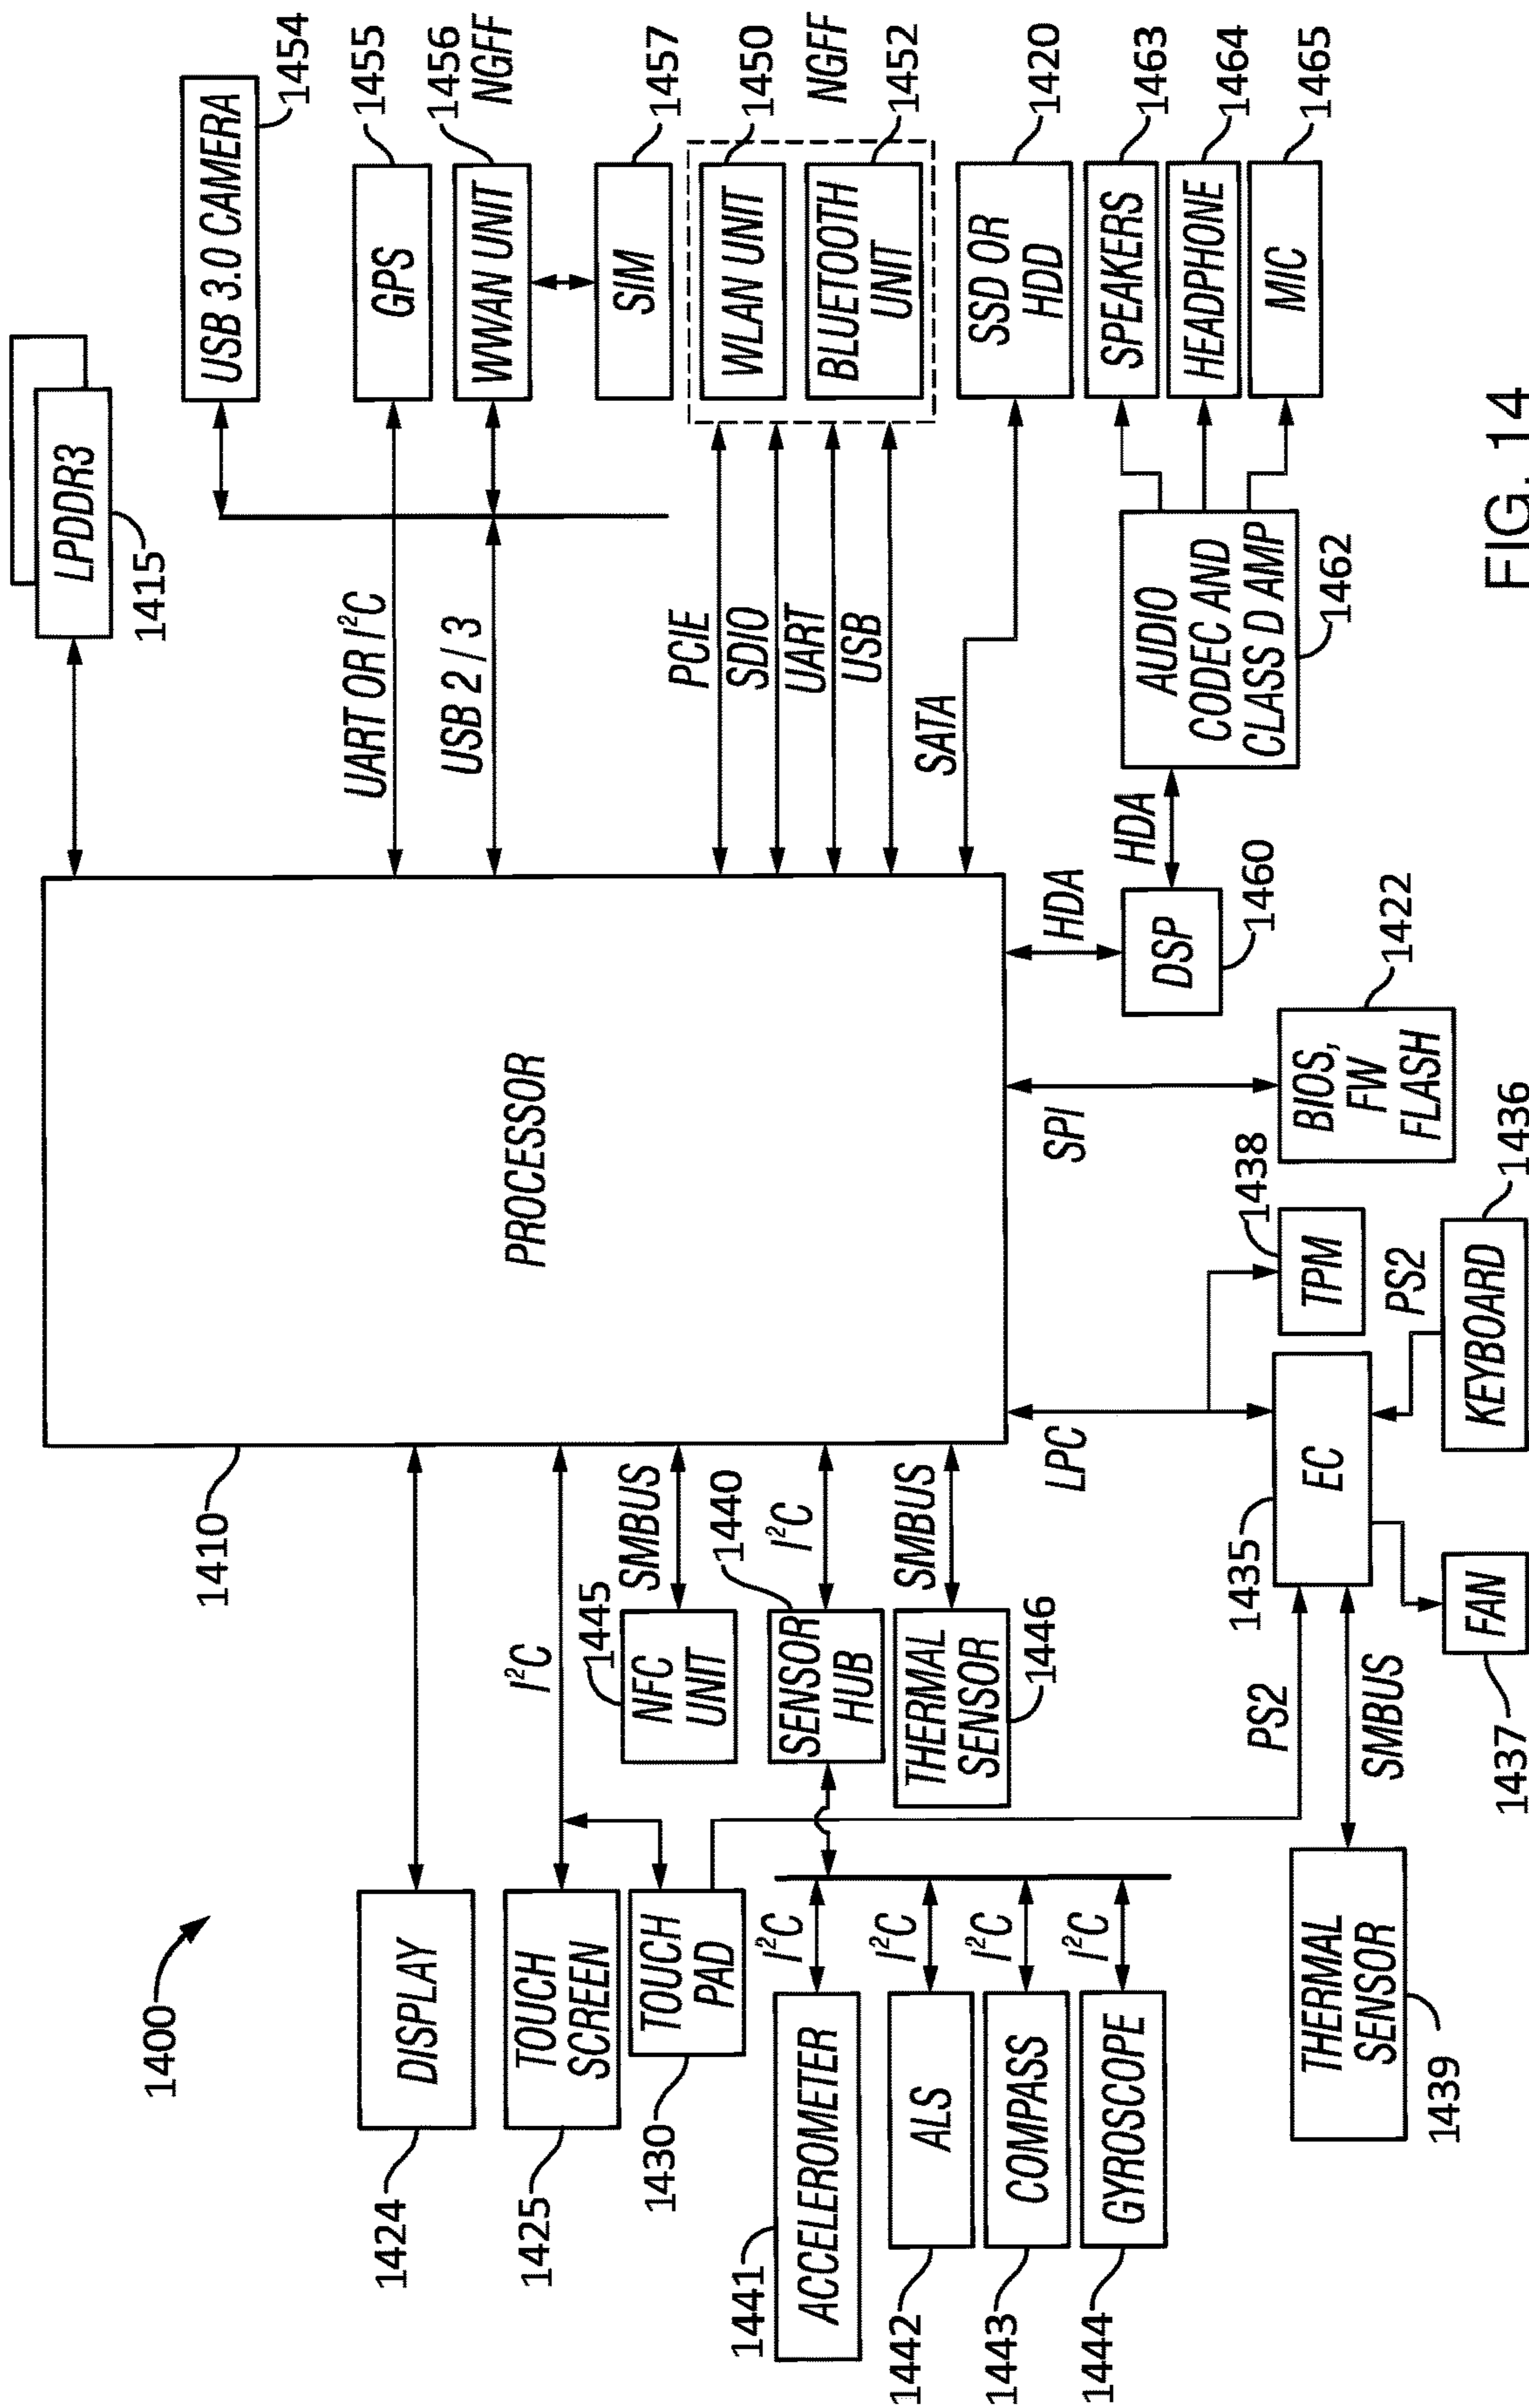 1400
1410
LPDDR3
1415
USB 3.0 CAMERA
1454
DISPLAY
1424
UART OR I²C
GPS
1455
USB 2 / 3
WWAN UNIT
1456
NGFF
PROCESSOR
TOUCH
SCREEN
1425
I²C
SIM
1457
TOUCH
PAD
1430
NFC
UNIT
1445
SMBUS
PCIE
SDIO
UART
USB
WLAN UNIT
1450
BLUETOOTH
UNIT
NGFF
1452
ACCELEROMETER
1441
I²C
SENSOR
HUB
1440
I²C
ALS
1442
I²C
THERMAL
SENSOR
1446
SMBUS
SATA
SSD OR
HDD
1420
COMPASS
1443
I²C
GYROSCOPE
1444
I²C
LPC
SPI
HDA
DSP
1460
HDA
AUDIO
CODEC AND
CLASS D AMP
1462
SPEAKERS
1463
HEADPHONE
1464
MIC
1465
THERMAL
SENSOR
1439
PS2
SMBUS
EC
1435
TPM
1438
BIOS,
FW
FLASH
1422
FAN
1437
PS2
KEYBOARD
1436
FIG. 14